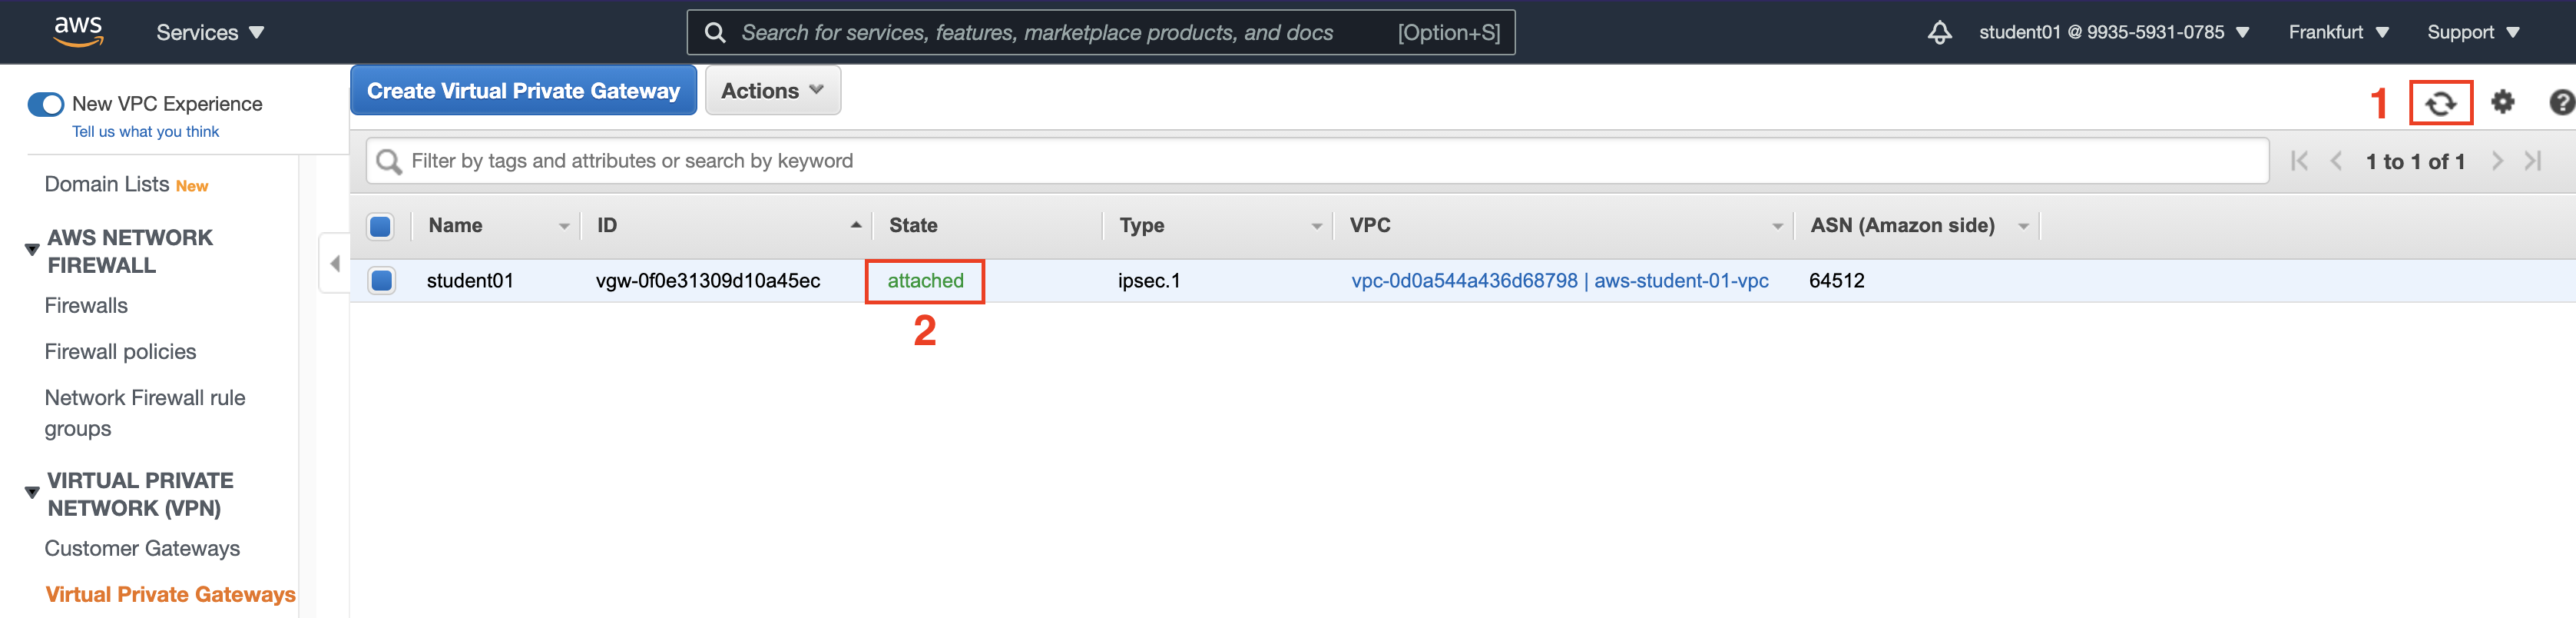 aws Services Search for services, features, marketplace products, and docs [Option+S] student01 @ 9935-5931-0785 Frankfurt Support
New VPC Experience
Tell us what you think
Domain Lists New
AWS NETWORK
FIREWALL
Firewalls
Firewall policies
Network Firewall rule
groups
VIRTUAL PRIVATE
NETWORK (VPN)
Customer Gateways
Virtual Private Gateways
Create Virtual Private Gateway Actions 1 ?
Filter by tags and attributes or search by keyword 1 to 1 of 1
Name ID State Type VPC ASN (Amazon side)
student01 vgw-0f0e31309d10a45ec attached ipsec.1 vpc-0d0a544a436d68798 | aws-student-01-vpc 64512
2